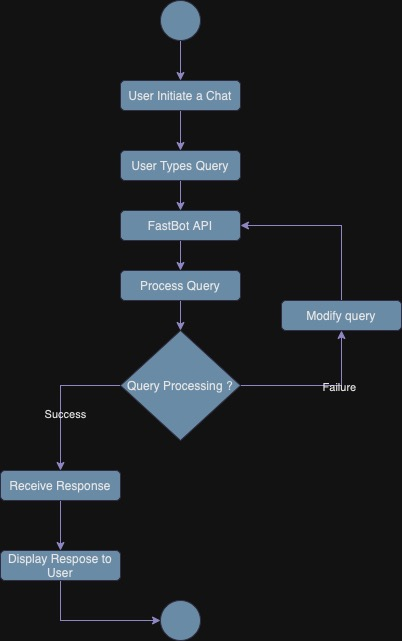 User Initiate a Chat
User Types Query
FastBot API
Process Query
Modify query
Query Processing ?
Failure
Success
Receive Response
Display Respose to
User